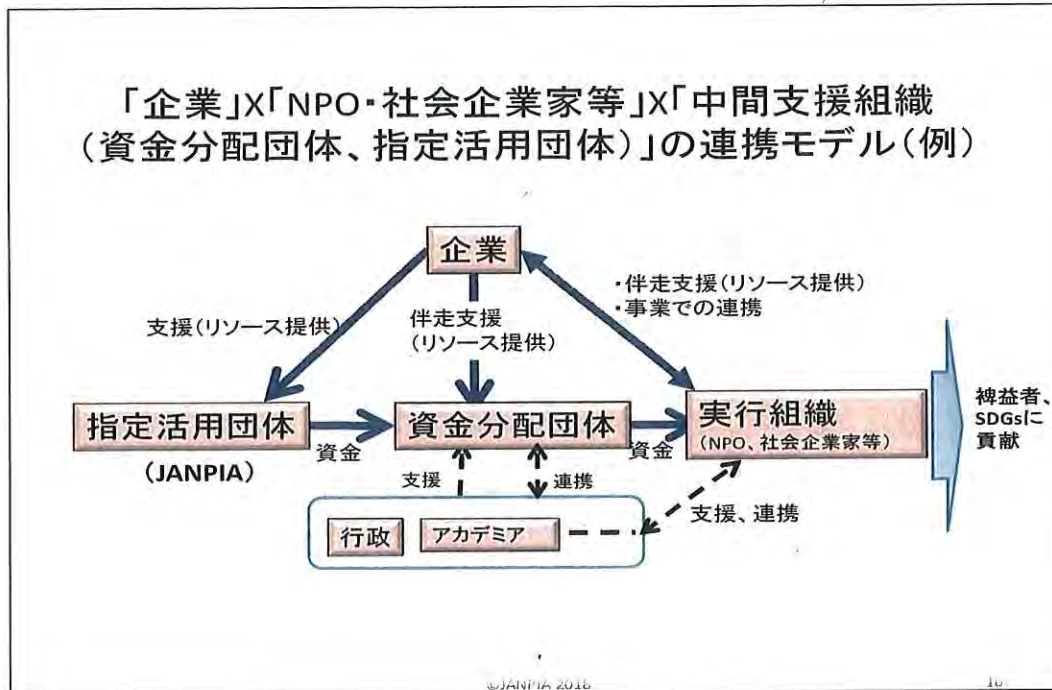 「企業」X「NPO・社会企業家等」X「中間支援組織
(資金分配団体、指定活用団体)」の連携モデル(例)
企業
・伴走支援(リソース提供)
・事業での連携
支援(リソース提供)
伴走支援
(リソース提供)
指定活用団体
(JANPIA)
資金
資金分配団体
資金
実行組織
(NPO、社会企業家等)
裨益者、
SDGsに
貢献
支援
連携
支援、連携
行政
アカデミア
©JANPIA 2018